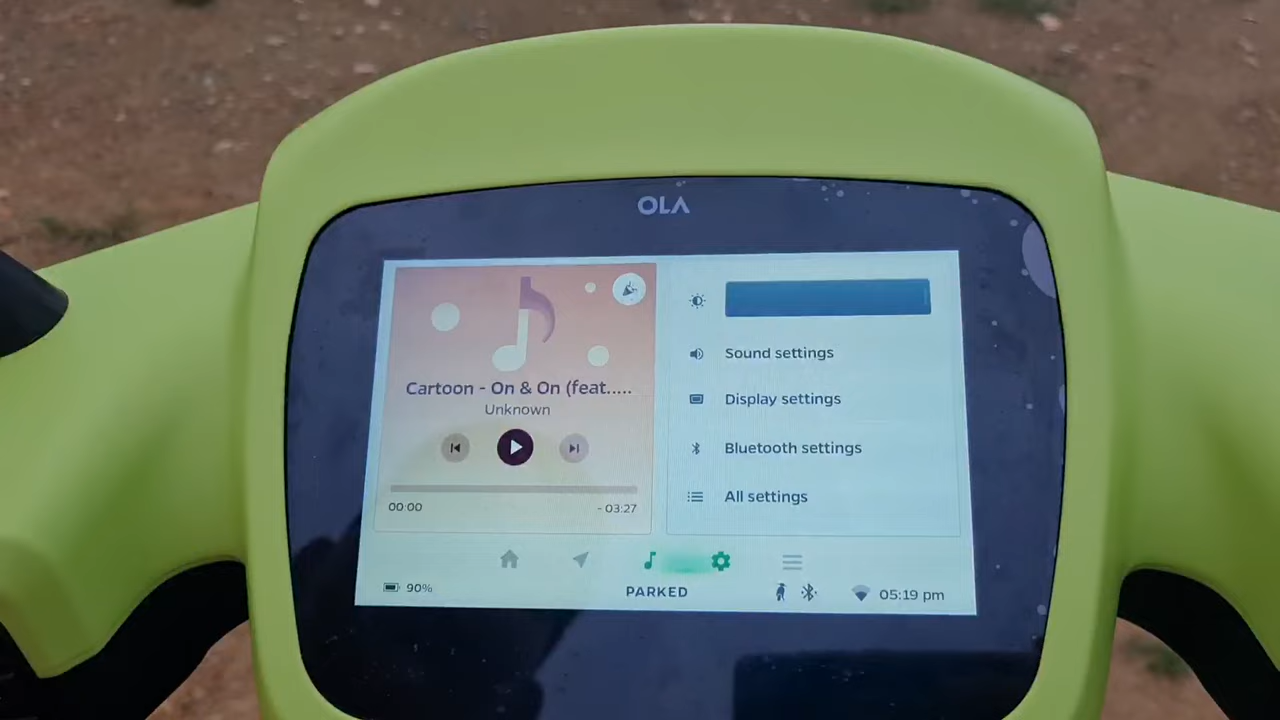 OLA
Cartoon - On & On (feat.....
Unknown
00:00
- 03:27
Sound settings
Display settings
Bluetooth settings
All settings
90%
PARKED
05:19 pm